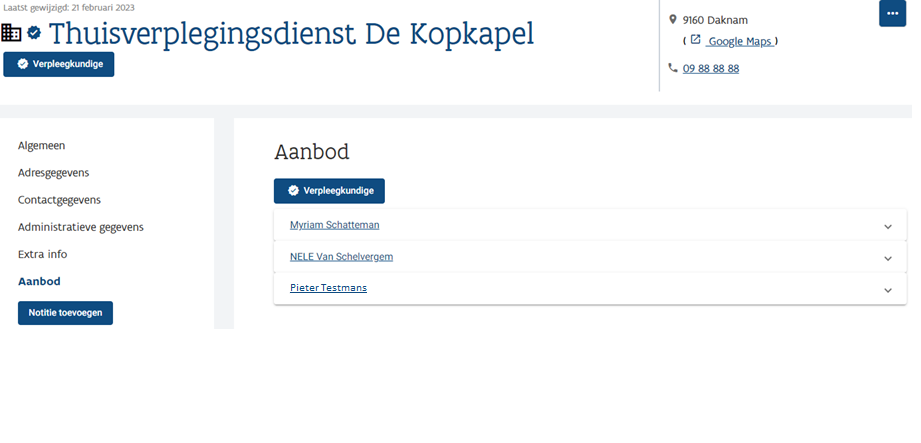 Laatst gewijzigd: 21 februari 2023
Thuisverplegingsdienst De Kopkapel
Verpleegkundige
9160 Daknam
( Google Maps )
09 88 88 88
Algemeen
Adresgegevens
Contactgegevens
Administratieve gegevens
Extra info
Aanbod
Notitie toevoegen
Aanbod
Verpleegkundige
Myriam Schatteman
NELE Van Schelvergem
Pieter Testmans